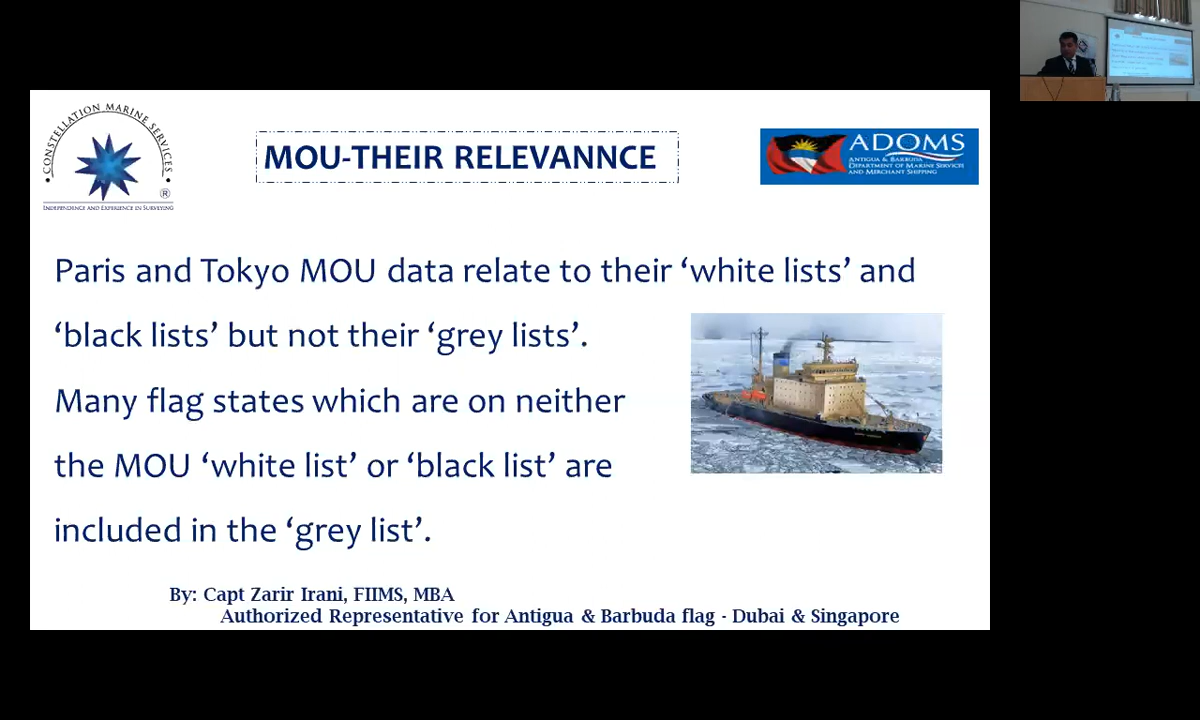 CONSTELLATION MARINE SERVICES
®
INDEPENDENCE AND EXPERIENCE IN SURVEYING
MOU-THEIR RELEVANNCE
ADOMS
ANTIGUA & BARBUDA
DEPARTMENT OF MARINE SERVICES
AND MERCHANT SHIPPING
Paris and Tokyo MOU data relate to their ‘white lists’ and
‘black lists’ but not their ‘grey lists’.
Many flag states which are on neither
the MOU ‘white list’ or ‘black list’ are
included in the ‘grey list’.
By: Capt Zarir Irani, FIIMS, MBA
Authorized Representative for Antigua & Barbuda flag - Dubai & Singapore